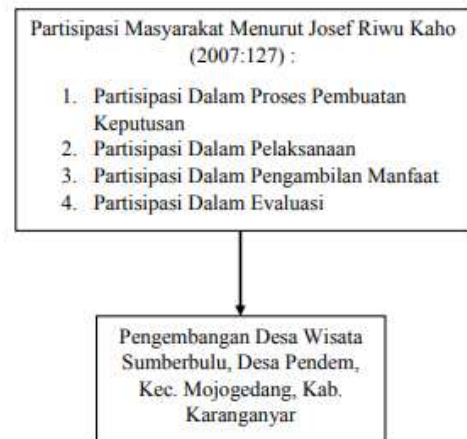 Partisipasi Masyarakat Menurut Josef Riwu Kaho
(2007:127) :
1. Partisipasi Dalam Proses Pembuatan
Keputusan
2. Partisipasi Dalam Pelaksanaan
3. Partisipasi Dalam Pengambilan Manfaat
4. Partisipasi Dalam Evaluasi
Pengembangan Desa Wisata
Sumberbulu, Desa Pendem,
Kec. Mojogedang, Kab.
Karanganyar